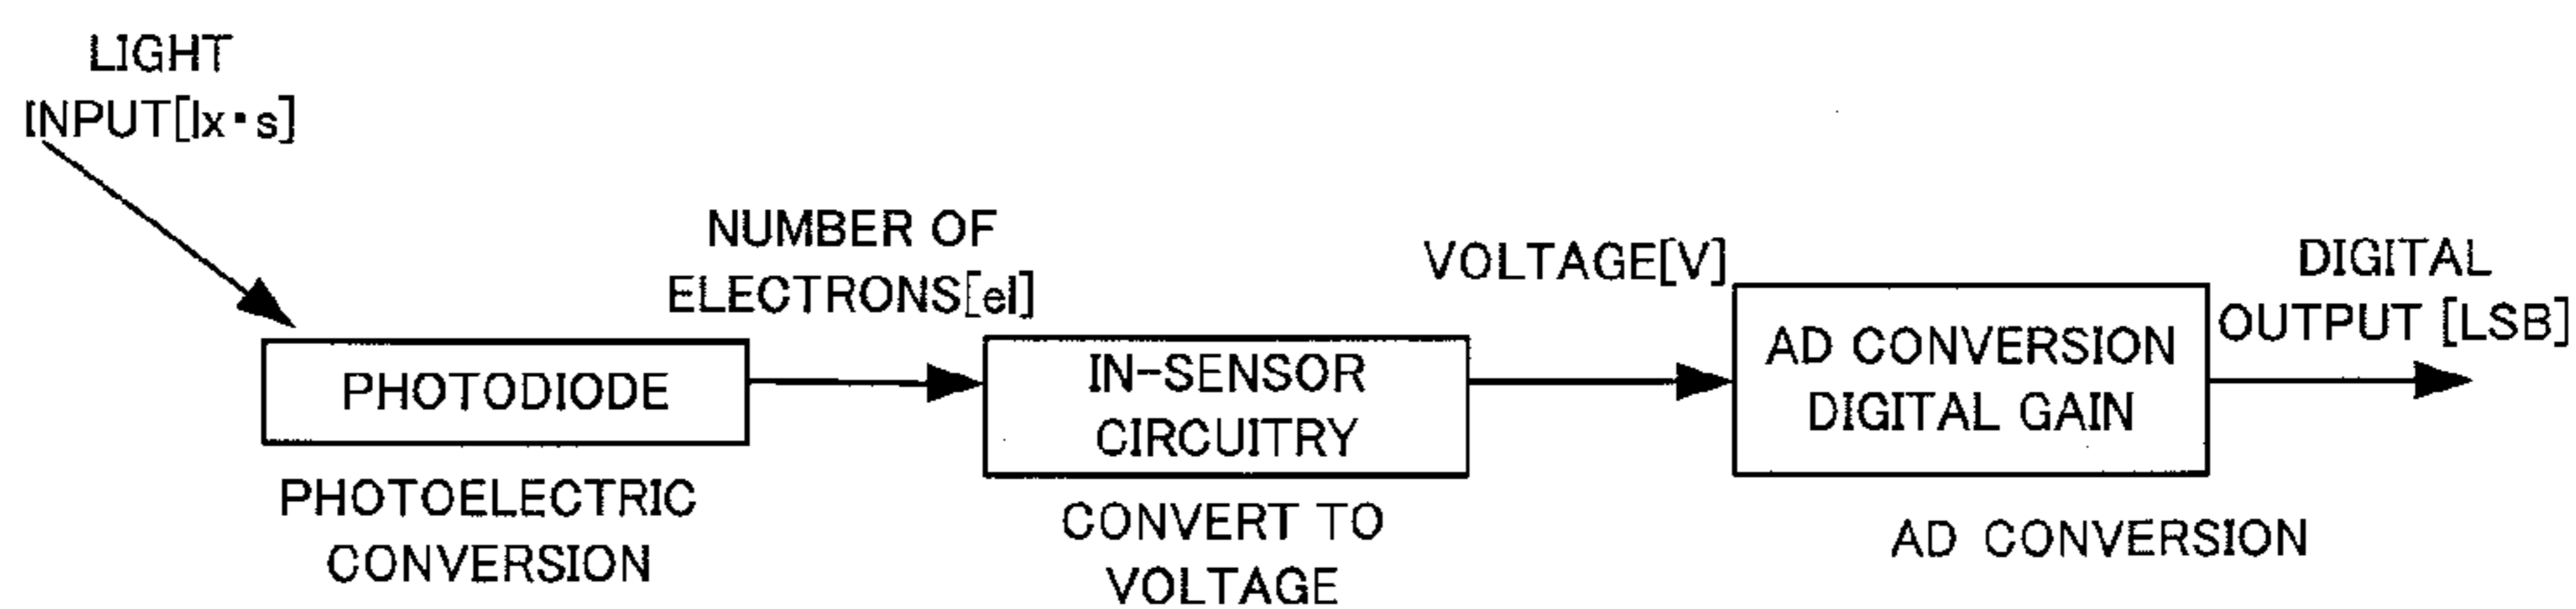 LIGHT
INPUT[lx・s]
NUMBER OF
ELECTRONS[el]
VOLTAGE[V]
DIGITAL
OUTPUT [LSB]
PHOTODIODE
IN-SENSOR
CIRCUITRY
AD CONVERSION
DIGITAL GAIN
PHOTOELECTRIC
CONVERSION
CONVERT TO
VOLTAGE
AD CONVERSION